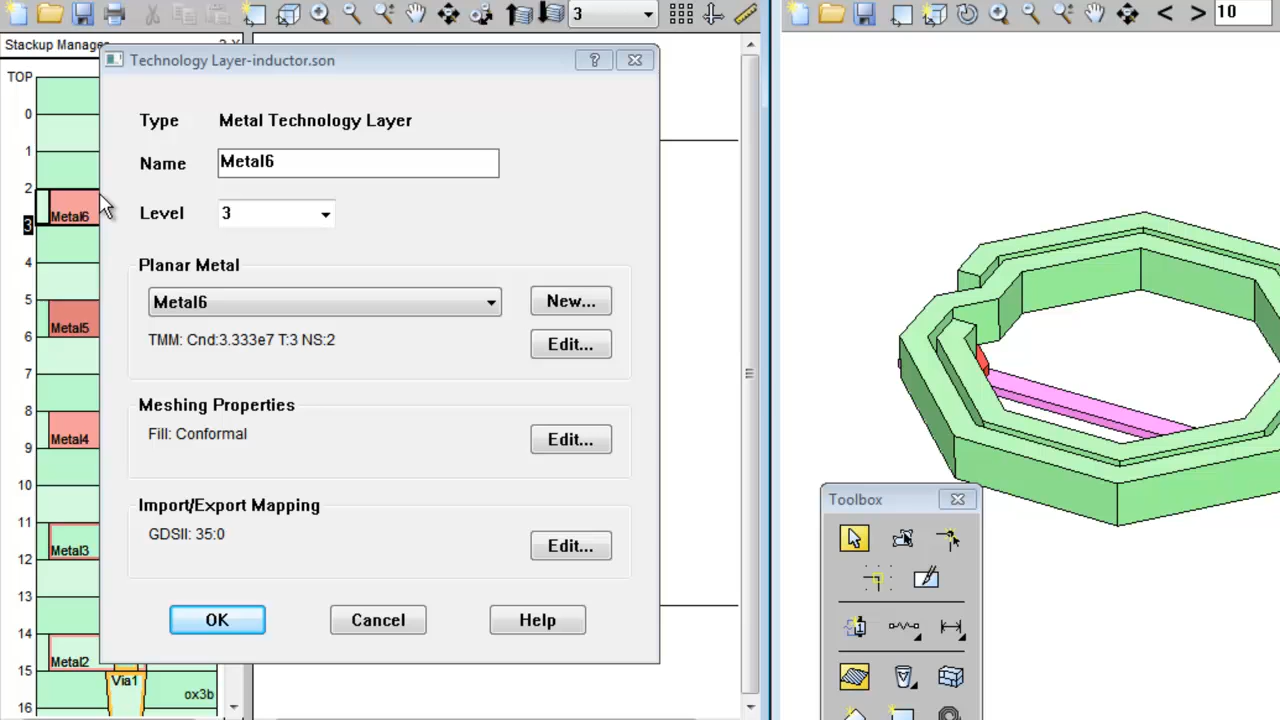 3
10
Stackup Manager
Technology Layer-inductor.son
TOP
0
1
2
3
4
5
6
7
8
9
10
11
12
13
14
15
16
Metal6
Metal5
Metal4
Metal3
Metal2
Via1
ox3b
Type Metal Technology Layer
Name Metal6
Level 3
Planar Metal
Metal6 New...
TMM: Cnd:3.333e7 T:3 NS:2 Edit...
Meshing Properties
Fill: Conformal Edit...
Import/Export Mapping
GDSII: 35:0 Edit...
OK Cancel Help
Toolbox
1